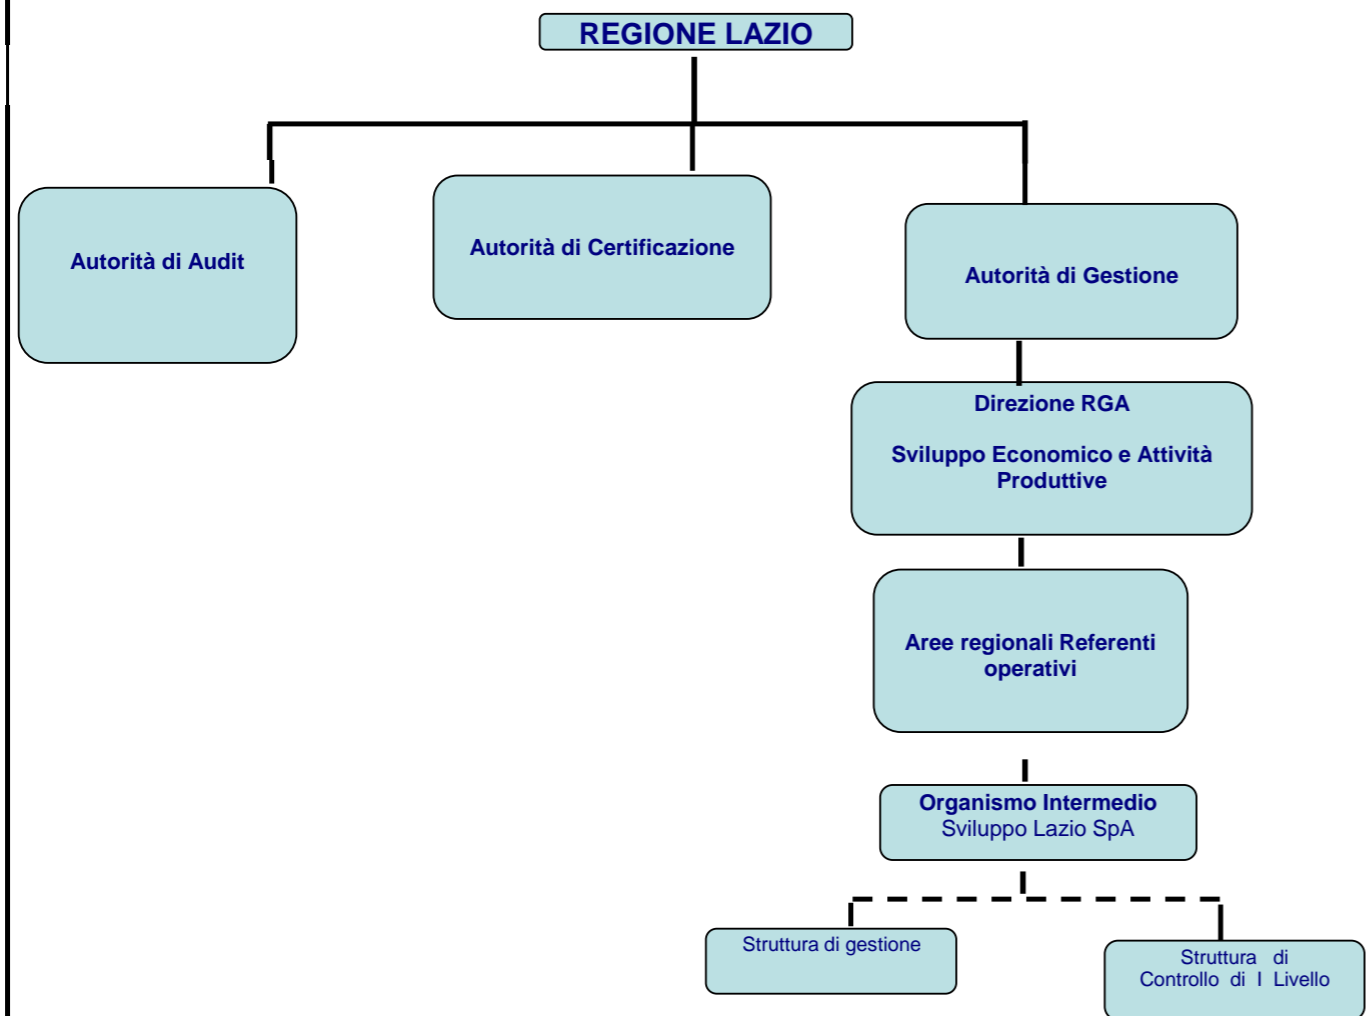 REGIONE LAZIO
Autorità di Audit
Autorità di Certificazione
Autorità di Gestione
Direzione RGA
Sviluppo Economico e Attività
Produttive
Aree regionali Referenti
operativi
Organismo Intermedio
Sviluppo Lazio SpA
Struttura di gestione
Struttura di
Controllo di I Livello